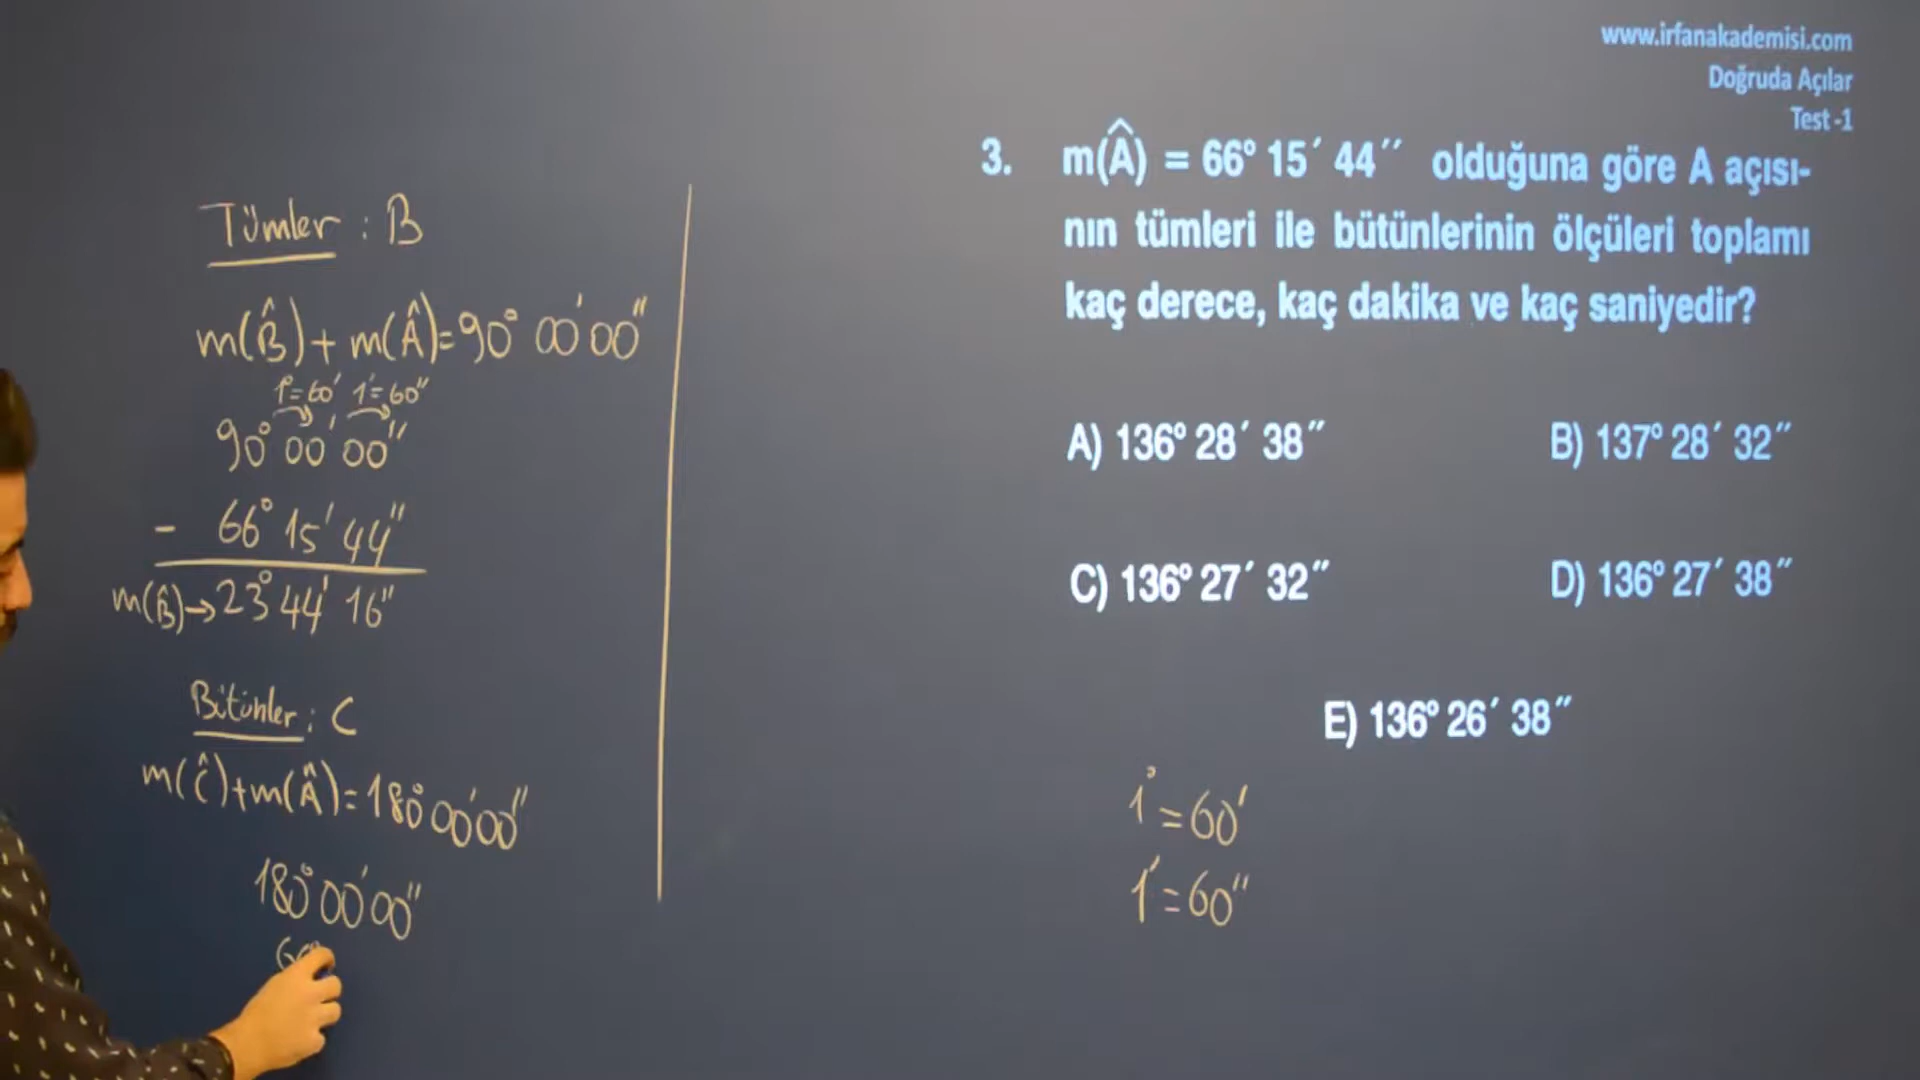 www.irfanakademisi.com
Doğruda Açılar
Test -1
3. m(Â) = 66° 15′ 44′′ olduğuna göre A açısı-
nın tümleri ile bütünlerinin ölçüleri toplamı
kaç derece, kaç dakika ve kaç saniyedir?
A) 136° 28′ 38″
B) 137° 28′ 32″
C) 136° 27′ 32″
D) 136° 27′ 38″
E) 136° 26′ 38″
1° = 60′
1′ = 60″
Tümler : B
m(B̂) + m(Â) = 90° 00′ 00″
1° = 60′ 1′ = 60″
90° 00′ 00″
- 66° 15′ 44″
m(B̂) → 23° 44′ 16″
Bütünler : C
m(Ĉ) + m(Â) = 180° 00′ 00″
180° 00′ 00″